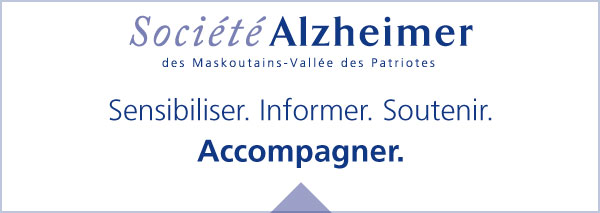 Société Alzheimer
des Maskoutains-Vallée des Patriotes
Sensibiliser. Informer. Soutenir.
Accompagner.